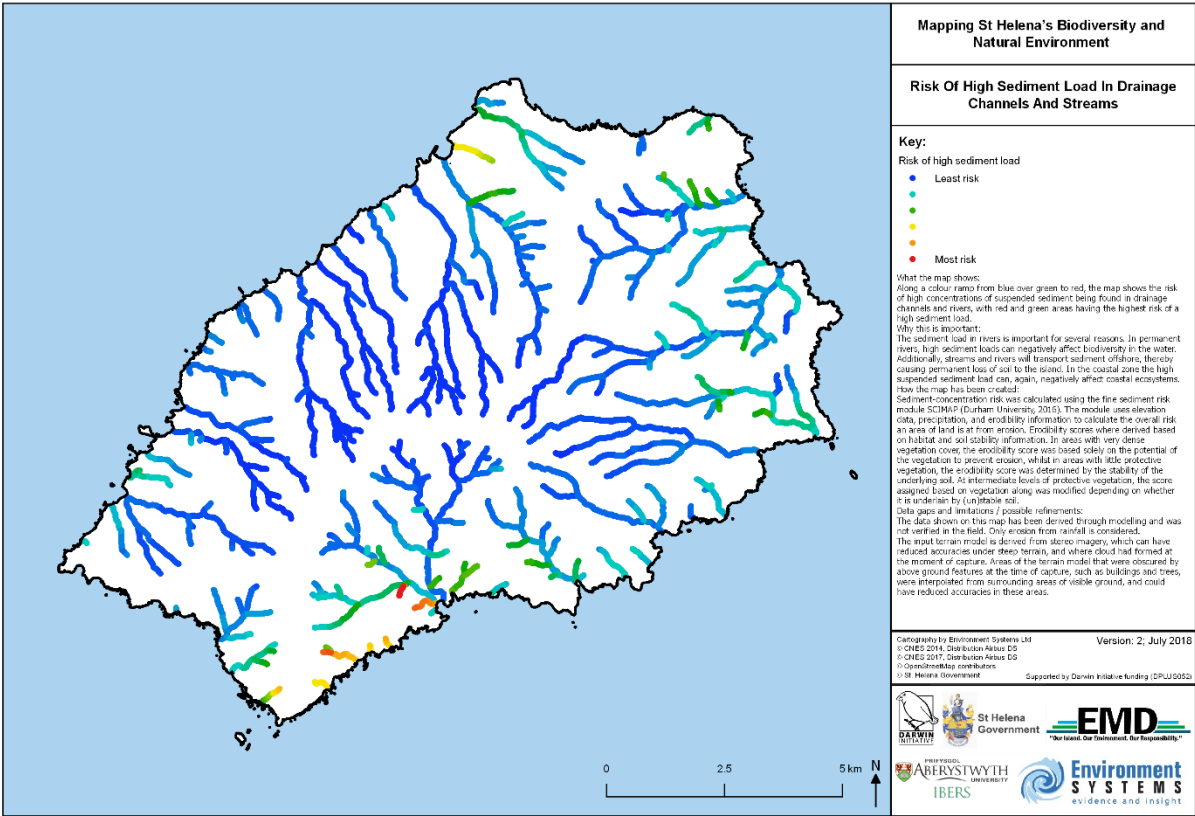 Mapping St Helena's Biodiversity and
Natural Environment
Risk Of High Sediment Load In Drainage
Channels And Streams
Key:
Risk of high sediment load
Least risk
Most risk
What the map shows:
Along a colour ramp from blue over green to red, the map shows the risk
of high concentrations of suspended sediment being found in drainage
channels and rivers, with red and green areas having the highest risk of a
high sediment load.
Why this is important:
The sediment load in rivers is important for several reasons. In permanent
rivers, high sediment loads can negatively affect biodiversity in the water.
Additionally, streams and rivers will transport sediment offshore, thereby
causing permanent loss of soil to the island. In the coastal zone the high
suspended sediment load can, again, negatively affect coastal ecosystems.
How the map has been created:
Sediment-concentration risk was calculated using the fine sediment risk
module SCIMAP (Durham University, 2016). The module uses elevation
data, precipitation, and erodibility information to calculate the overall risk
an area of land is at from erosion. Erodibility scores where derived based
on habitat and soil stability information. In areas with very dense
vegetation cover, the erodibility score was based solely on the potential of
the vegetation to prevent erosion, whilst in areas with little protective
vegetation, the erodibility score was determined by the stability of the
underlying soil. At intermediate levels of protective vegetation, the score
assigned based on vegetation along was modified depending on whether
it is underlain by (un)stable soil.
Data gaps and limitations / possible refinements:
The data shown on this map has been derived through modelling and was
not verified in the field. Only erosion from rainfall is considered.
The input terrain model is derived from stereo imagery, which can have
reduced accuracies under steep terrain, and where cloud had formed at
the moment of capture. Areas of the terrain model that were obscured by
above ground features at the time of capture, such as buildings and trees,
were interpolated from surrounding areas of visible ground, and could
have reduced accuracies in these areas.
Cartography by Environment Systems Ltd
© CNES 2014, Distribution Airbus DS
© CNES 2017, Distribution Airbus DS
© OpenStreetMap contributors
© St. Helena Government
Version: 2; July 2018
Supported by Darwin Initiative funding (DPLUS052)
DARWIN
INITIATIVE
St Helena
Government
EMD
"Our Island. Our Environment. Our Responsibility."
PRIFYSGOL
ABERYSTWYTH
UNIVERSITY
IBERS
Environment
SYSTEMS
evidence and insight
0 2.5 5 km
N